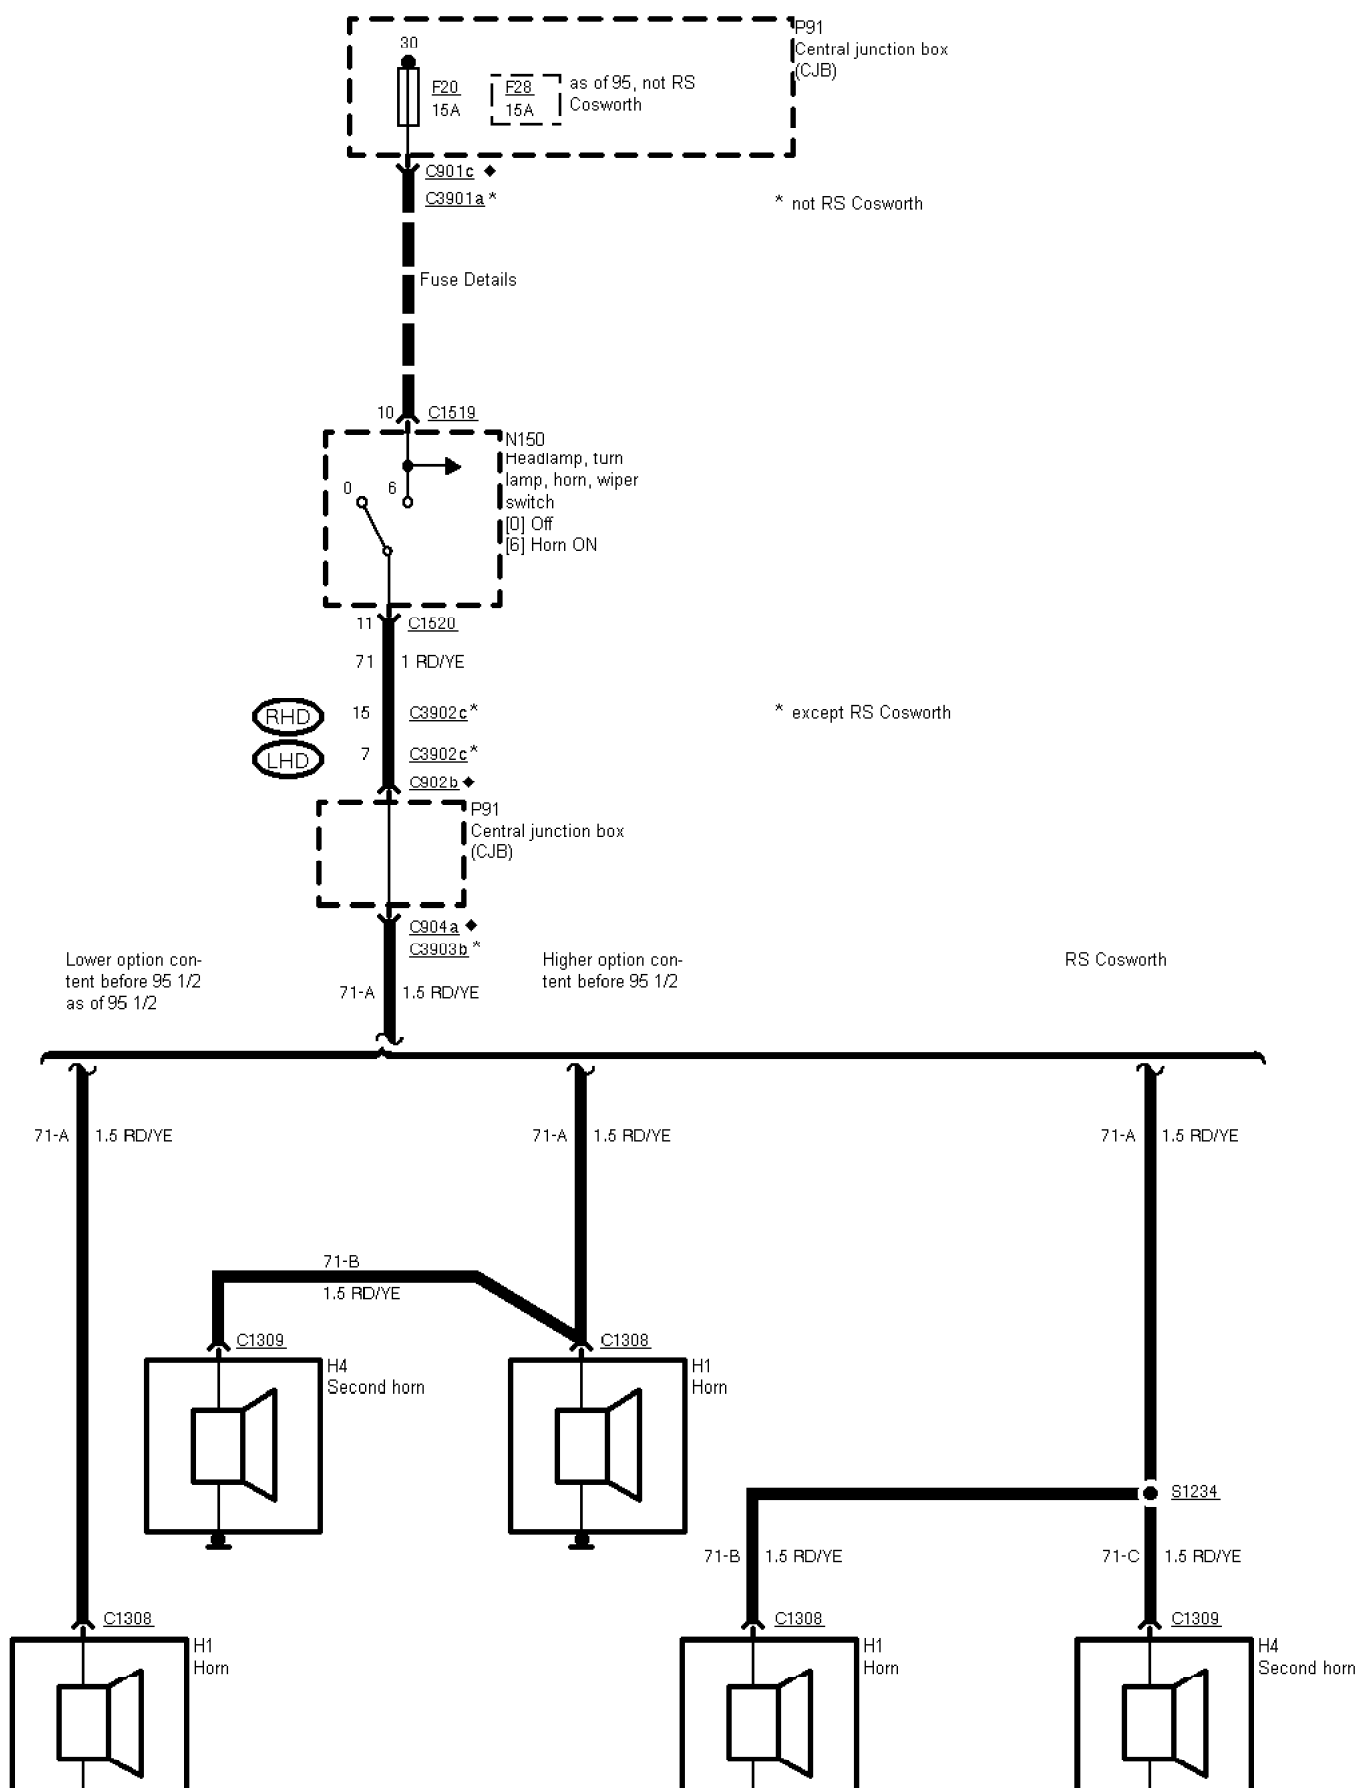 P91
Central junction box
(CJB)
30
F20
15A
F28
15A
as of 95, not RS
Cosworth
C901c ◆
C3901a *
* not RS Cosworth
Fuse Details
10 C1519
N150
Headlamp, turn
lamp, horn, wiper
switch
[0] Off
[6] Horn ON
0 6
11 C1520
71 1 RD/YE
RHD 15 C3902c *
* except RS Cosworth
LHD 7 C3902c *
C902b ◆
P91
Central junction box
(CJB)
C904a ◆
C3903b *
Lower option con-
tent before 95 1/2
as of 95 1/2
Higher option con-
tent before 95 1/2
RS Cosworth
71-A 1.5 RD/YE
71-A 1.5 RD/YE
71-A 1.5 RD/YE
71-A 1.5 RD/YE
71-B
1.5 RD/YE
C1309
C1308
H4
Second horn
H1
Horn
S1234
71-B 1.5 RD/YE
71-C 1.5 RD/YE
C1308
C1308
C1309
H1
Horn
H1
Horn
H4
Second horn